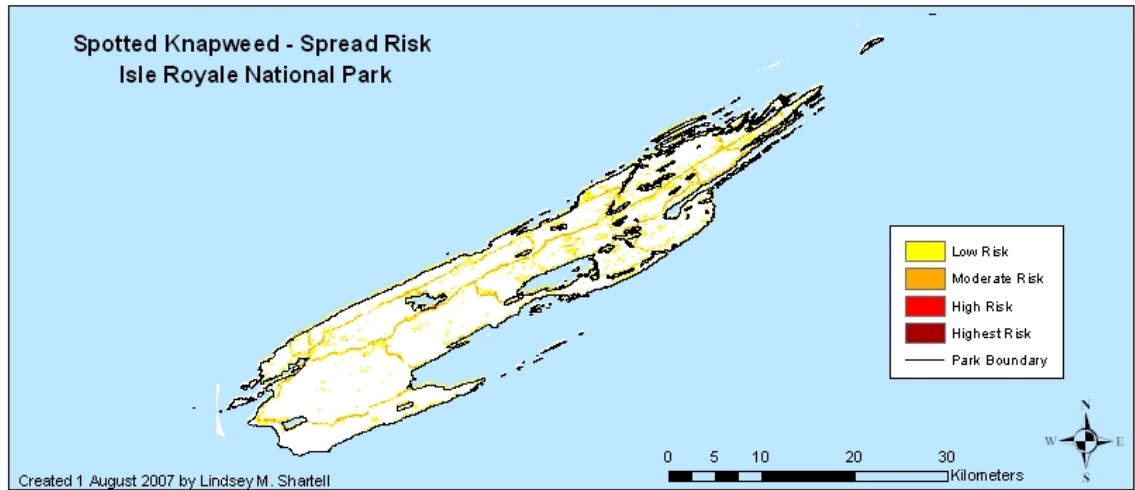 Spotted Knapweed - Spread Risk
Isle Royale National Park
Low Risk
Moderate Risk
High Risk
Highest Risk
Park Boundary
N
W E
S
0 5 10 20 30
Kilometers
Created 1 August 2007 by Lindsey M. Shartell